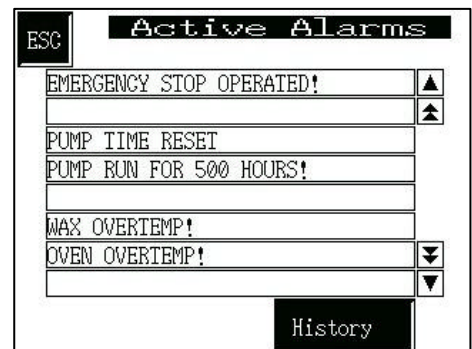 ESC
Active Alarms
EMERGENCY STOP OPERATED!
PUMP TIME RESET
PUMP RUN FOR 500 HOURS!
WAX OVERTEMP!
OVEN OVERTEMP!
History